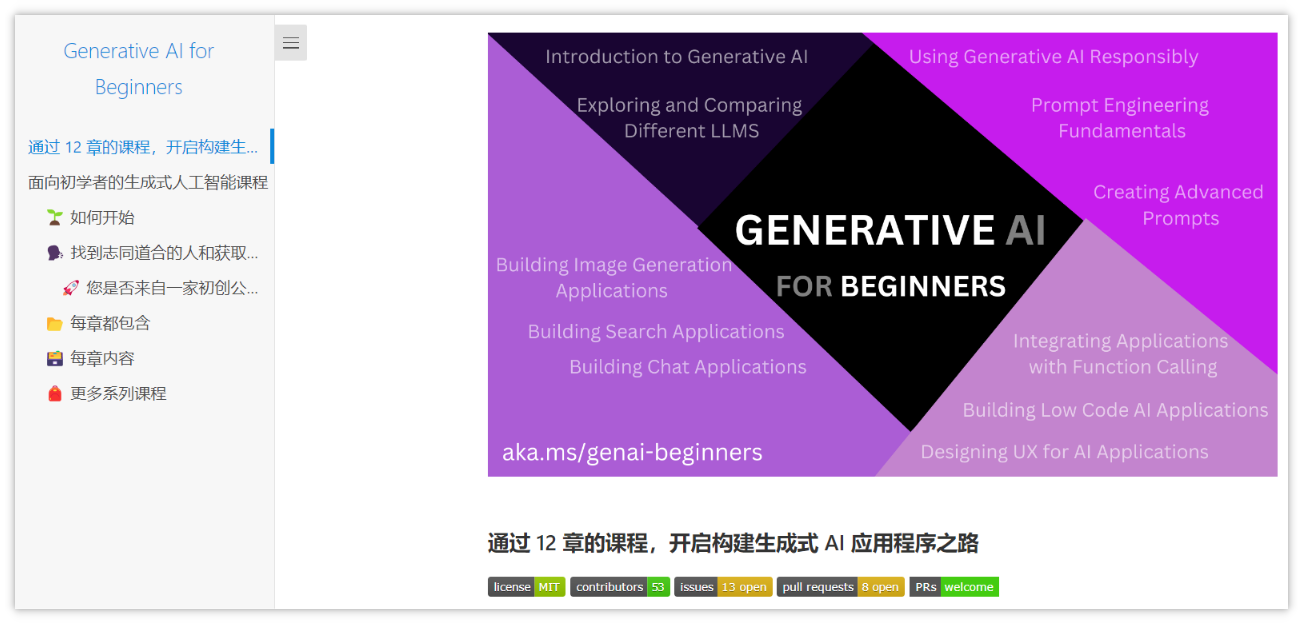 Generative AI for
Beginners
通过 12 章的课程，开启构建生...
面向初学者的生成式人工智能课程
如何开始
找到志同道合的人和获取...
您是否来自一家初创公...
每章都包含
每章内容
更多系列课程
Introduction to Generative AI
Exploring and Comparing
Different LLMS
Using Generative AI Responsibly
Prompt Engineering
Fundamentals
Creating Advanced
Prompts
GENERATIVE AI
FOR BEGINNERS
Building Image Generation
Applications
Building Search Applications
Building Chat Applications
Integrating Applications
with Function Calling
Building Low Code AI Applications
Designing UX for AI Applications
aka.ms/genai-beginners
通过 12 章的课程，开启构建生成式 AI 应用程序之路
license MIT contributors 53 issues 13 open pull requests 8 open PRs welcome